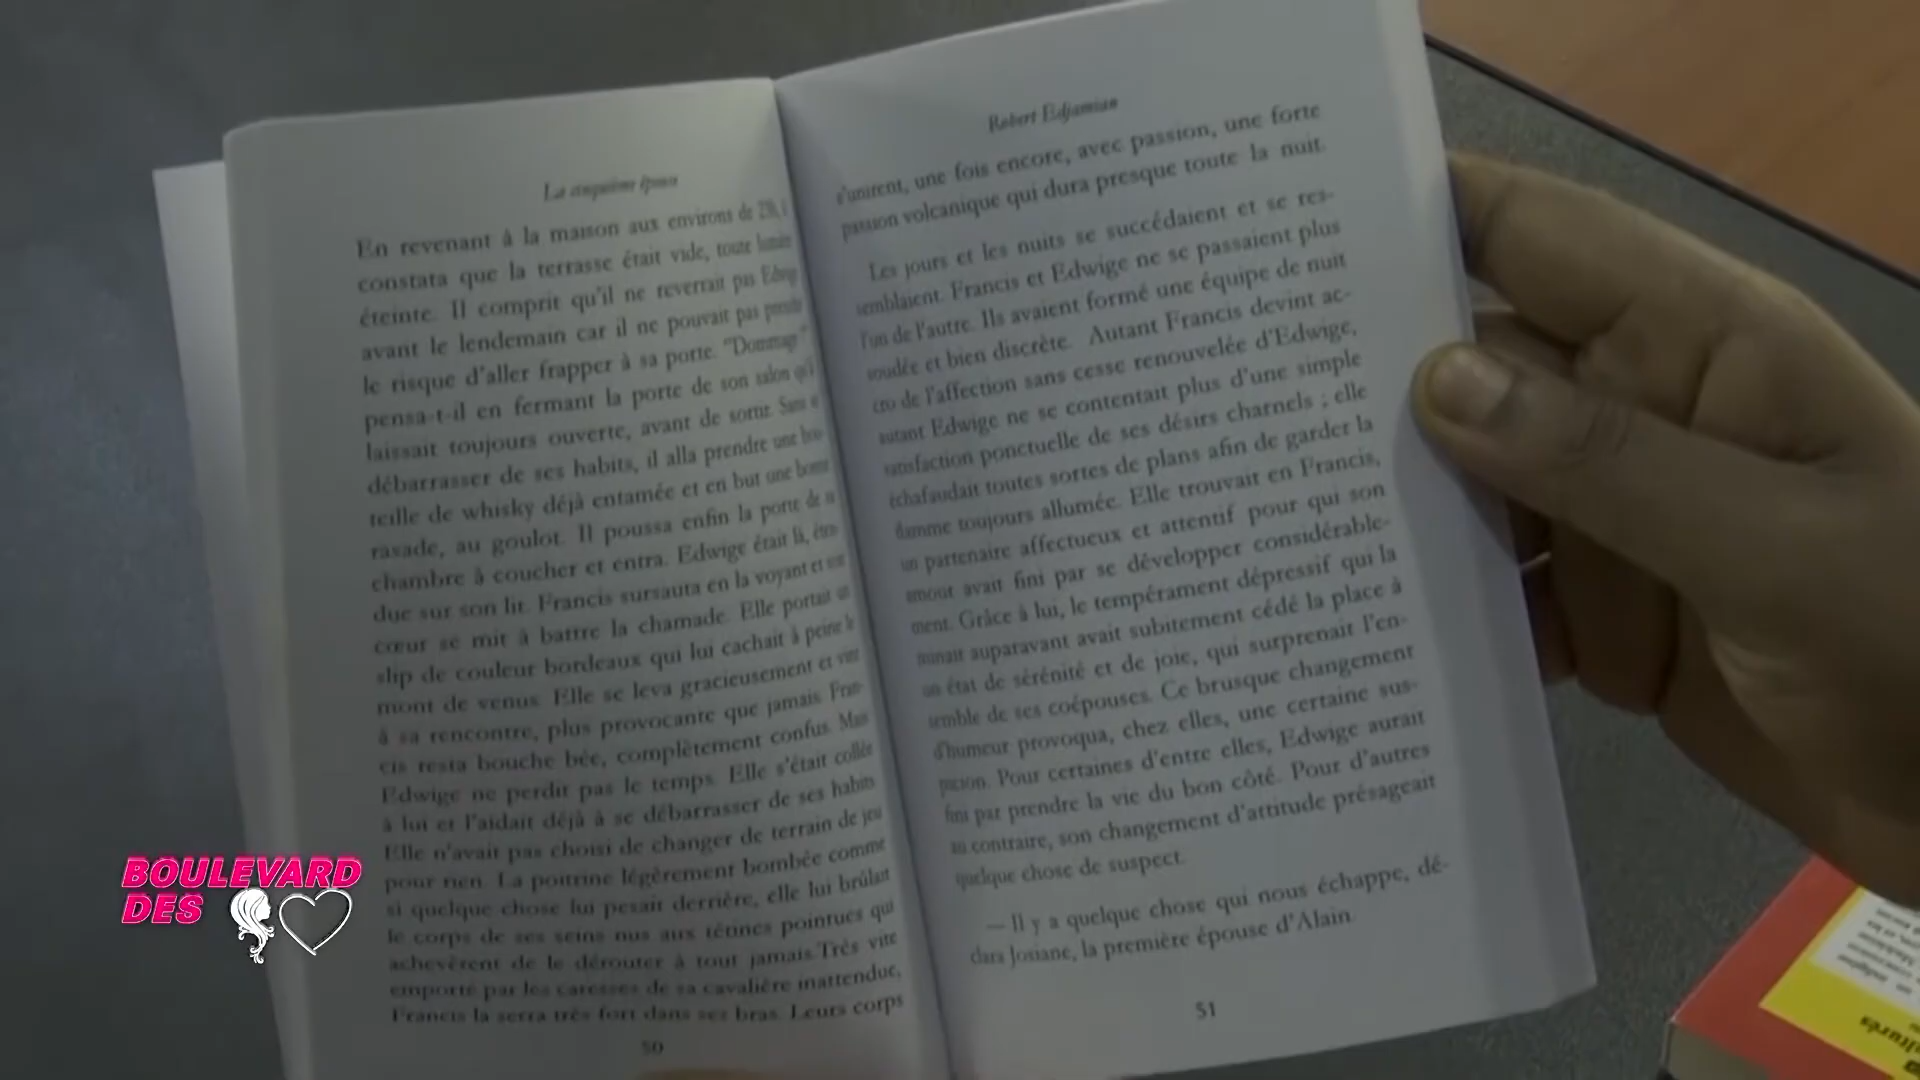 La cinquième épouse
En revenant à la maison aux environs de 23h, il
constata que la terrasse était vide, toute lumière
éteinte. Il comprit qu'il ne reverrait pas Edwige
avant le lendemain car il ne pouvait pas prendre
le risque d'aller frapper à sa porte. "Dommage"
pensa-t-il en fermant la porte de son salon qu'il
laissait toujours ouverte, avant de sortir. Sans se
débarrasser de ses habits, il alla prendre une bou-
teille de whisky déjà entamée et en but une bonne
rasade, au goulot. Il poussa enfin la porte de sa
chambre à coucher et entra. Edwige était là, éten-
due sur son lit. Francis sursauta en la voyant et son
cœur se mit à battre la chamade. Elle portait un
slip de couleur bordeaux qui lui cachait à peine le
mont de venus. Elle se leva gracieusement et vint
à sa rencontre, plus provocante que jamais. Fran-
cis resta bouche bée, complètement confus. Mais
Edwige ne perdit pas le temps. Elle s'était collée
à lui et l'aidait déjà à se débarrasser de ses habits
Elle n'avait pas choisi de changer de terrain de jeu
pour rien. La poitrine légèrement bombée comme
si quelque chose lui pesait derrière, elle lui brûlait
le corps de ses seins nus aux tétines pointues qui
achevèrent de le dérouter à tout jamais.Très vite
emporté par les caresses de sa cavalière inattendue,
Francis la serra très fort dans ses bras. Leurs corps
50
Robert Edjamian
s'unirent, une fois encore, avec passion, une forte
passion volcanique qui dura presque toute la nuit.
Les jours et les nuits se succédaient et se res-
semblaient. Francis et Edwige ne se passaient plus
l'un de l'autre. Ils avaient formé une équipe de nuit
soudée et bien discrète. Autant Francis devint ac-
cro de l'affection sans cesse renouvelée d'Edwige,
autant Edwige ne se contentait plus d'une simple
satisfaction ponctuelle de ses désirs charnels ; elle
échafaudait toutes sortes de plans afin de garder la
flamme toujours allumée. Elle trouvait en Francis,
un partenaire affectueux et attentif pour qui son
amour avait fini par se développer considérable-
ment. Grâce à lui, le tempérament dépressif qui la
minait auparavant avait subitement cédé la place à
un état de sérénité et de joie, qui surprenait l'en-
semble de ses coépouses. Ce brusque changement
d'humeur provoqua, chez elles, une certaine sus-
picion. Pour certaines d'entre elles, Edwige aurait
fini par prendre la vie du bon côté. Pour d'autres
au contraire, son changement d'attitude présageait
quelque chose de suspect.
— Il y a quelque chose qui nous échappe, dé-
clara Josiane, la première épouse d'Alain.
51
BOULEVARD
DES